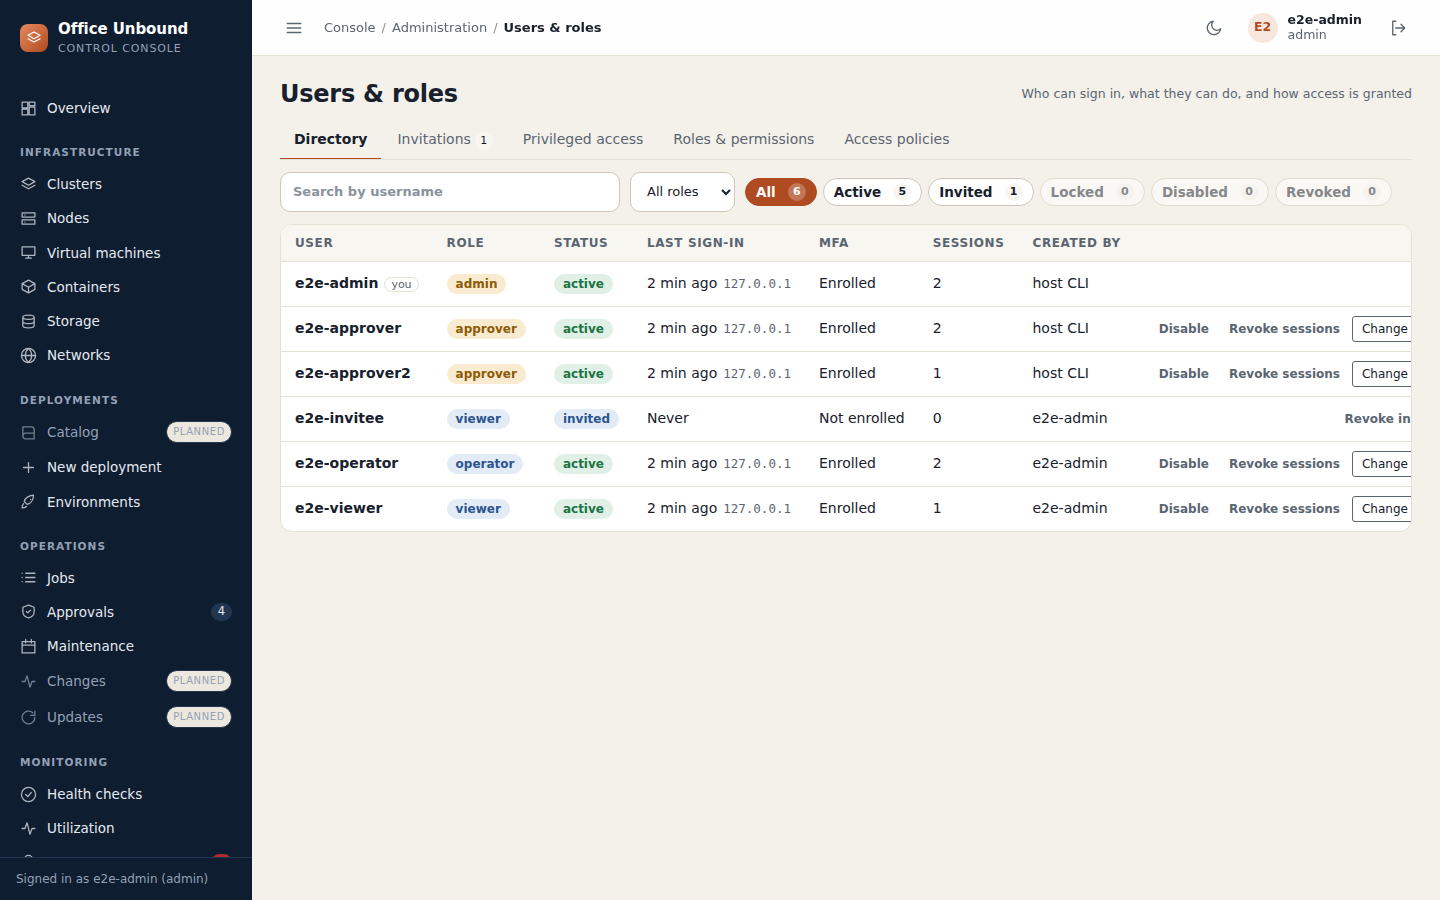 Office Unbound
CONTROL CONSOLE
Overview
INFRASTRUCTURE
Clusters
Nodes
Virtual machines
Containers
Storage
Networks
DEPLOYMENTS
Catalog PLANNED
New deployment
Environments
OPERATIONS
Jobs
Approvals 4
Maintenance
Changes PLANNED
Updates PLANNED
MONITORING
Health checks
Utilization
Signed in as e2e-admin (admin)
Console / Administration / Users & roles
E2 e2e-admin
admin
Users & roles
Who can sign in, what they can do, and how access is granted
Directory Invitations 1 Privileged access Roles & permissions Access policies
Search by username All roles All 6 Active 5 Invited 1 Locked 0 Disabled 0 Revoked 0
USER ROLE STATUS LAST SIGN-IN MFA SESSIONS CREATED BY
e2e-admin you admin active 2 min ago 127.0.0.1 Enrolled 2 host CLI
e2e-approver approver active 2 min ago 127.0.0.1 Enrolled 2 host CLI Disable Revoke sessions Change
e2e-approver2 approver active 2 min ago 127.0.0.1 Enrolled 1 host CLI Disable Revoke sessions Change
e2e-invitee viewer invited Never Not enrolled 0 e2e-admin Revoke in
e2e-operator operator active 2 min ago 127.0.0.1 Enrolled 2 e2e-admin Disable Revoke sessions Change
e2e-viewer viewer active 2 min ago 127.0.0.1 Enrolled 1 e2e-admin Disable Revoke sessions Change